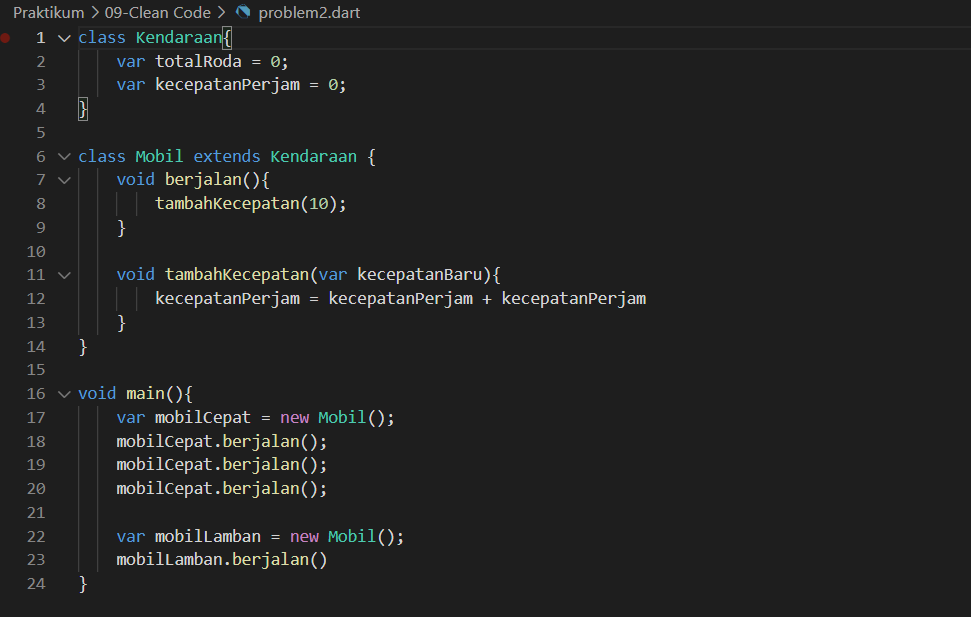 Praktikum > 09-Clean Code > problem2.dart
1 class Kendaraan{
2     var totalRoda = 0;
3     var kecepatanPerjam = 0;
4 }
5
6 class Mobil extends Kendaraan {
7     void berjalan(){
8         tambahKecepatan(10);
9     }
10
11     void tambahKecepatan(var kecepatanBaru){
12         kecepatanPerjam = kecepatanPerjam + kecepatanPerjam
13     }
14 }
15
16 void main(){
17     var mobilCepat = new Mobil();
18     mobilCepat.berjalan();
19     mobilCepat.berjalan();
20     mobilCepat.berjalan();
21
22     var mobilLamban = new Mobil();
23     mobilLamban.berjalan()
24 }